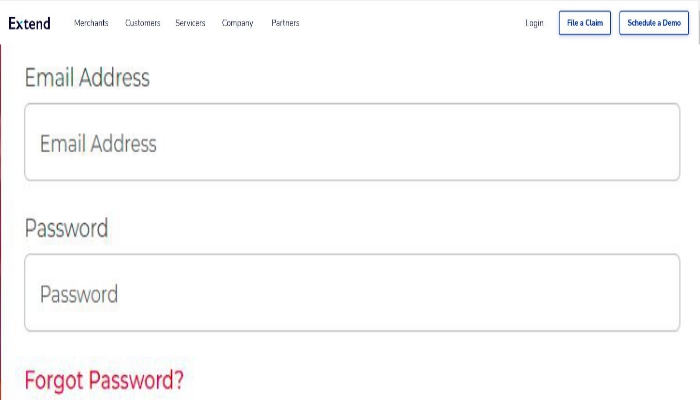 Extend Merchants Customers Servicers Company Partners Login File a Claim Schedule a Demo
Email Address
Email Address
Password
Password
Forgot Password?